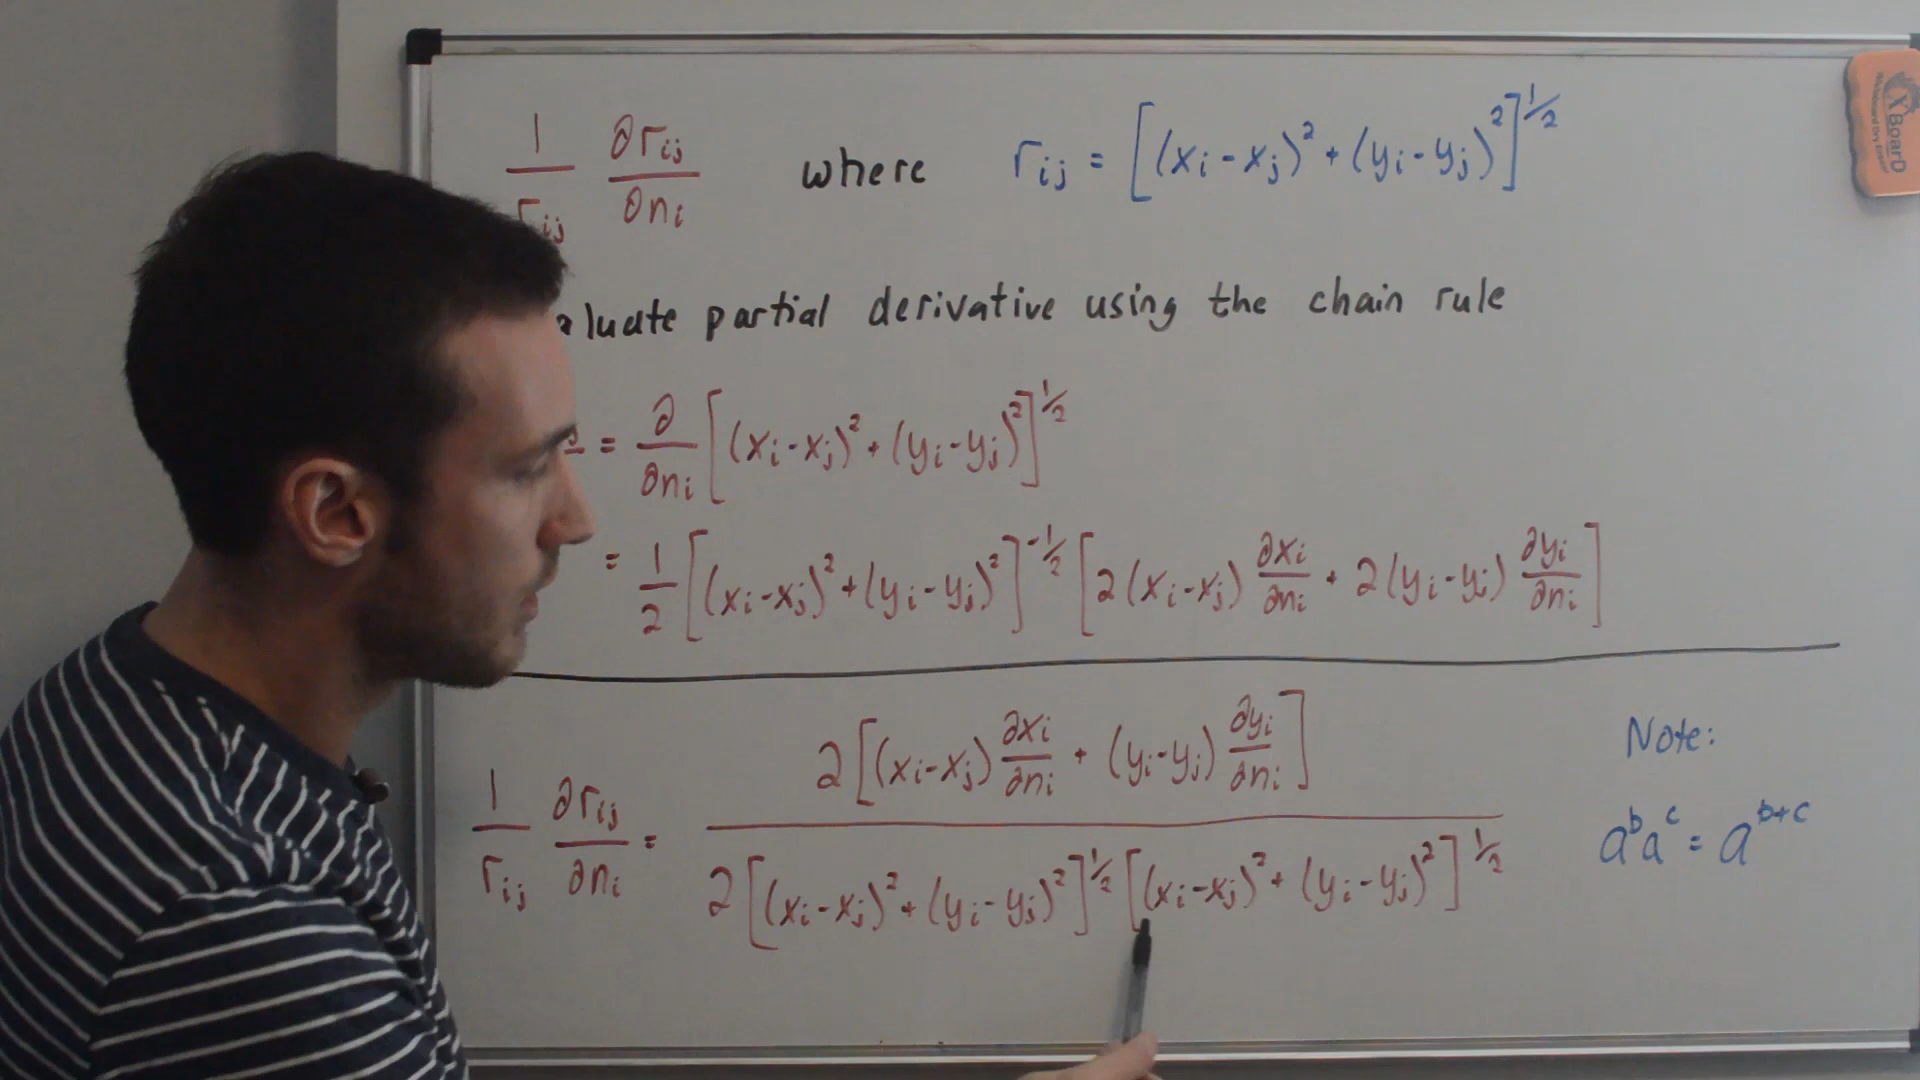 1/r_ij ∂r_ij/∂n_i where r_ij = [(x_i - x_j)² + (y_i - y_j)²]^1/2
aluate partial derivative using the chain rule
= ∂/∂n_i [(x_i - x_j)² + (y_i - y_j)²]^1/2
= 1/2 [(x_i - x_j)² + (y_i - y_j)²]^-1/2 [2(x_i - x_j) ∂x_i/∂n_i + 2(y_i - y_j) ∂y_i/∂n_i]
1/r_ij ∂r_ij/∂n_i = 2[(x_i - x_j) ∂x_i/∂n_i + (y_i - y_j) ∂y_i/∂n_i] / 2[(x_i - x_j)² + (y_i - y_j)²]^1/2 [(x_i - x_j)² + (y_i - y_j)²]^1/2
Note:
a^b a^c = a^b+c
XBoarD